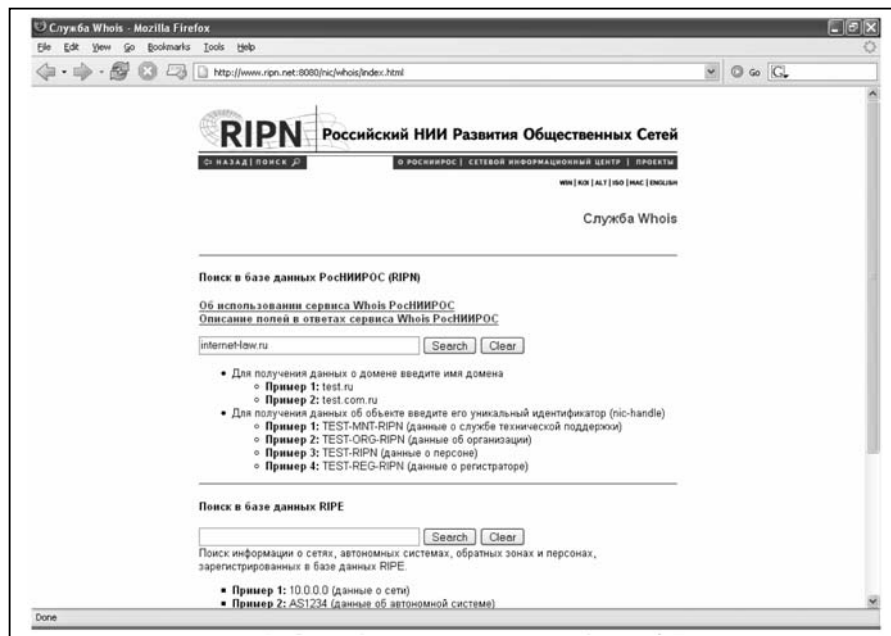 Служба Whois - Mozilla Firefox
File Edit View Go Bookmarks Tools Help
http://www.ripn.net:8080/nic/whois/index.html Go
RIPN Российский НИИ Развития Общественных Сетей
НАЗАД | ПОИСК О РОСНИИРОС | СЕТЕВОЙ ИНФОРМАЦИОННЫЙ ЦЕНТР | ПРОЕКТЫ
WIN | KOI | ALT | ISO | MAC | ENGLISH
Служба Whois
Поиск в базе данных РосНИИРОС (RIPN)
Об использовании сервиса Whois РосНИИРОС
Описание полей в ответах сервиса Whois РосНИИРОС
internet-law.ru Search Clear
• Для получения данных о домене введите имя домена
◦ Пример 1: test.ru
◦ Пример 2: test.com.ru
• Для получения данных об объекте введите его уникальный идентификатор (nic-handle)
◦ Пример 1: TEST-MNT-RIPN (данные о службе технической поддержки)
◦ Пример 2: TEST-ORG-RIPN (данные об организации)
◦ Пример 3: TEST-RIPN (данные о персоне)
◦ Пример 4: TEST-REG-RIPN (данные о регистраторе)
Поиск в базе данных RIPE
Search Clear
Поиск информации о сетях, автономных системах, обратных зонах и персонах,
зарегистрированных в базе данных RIPE.
▪ Пример 1: 10.0.0.0 (данные о сети)
▪ Пример 2: AS1234 (данные об автономной системе)
Done